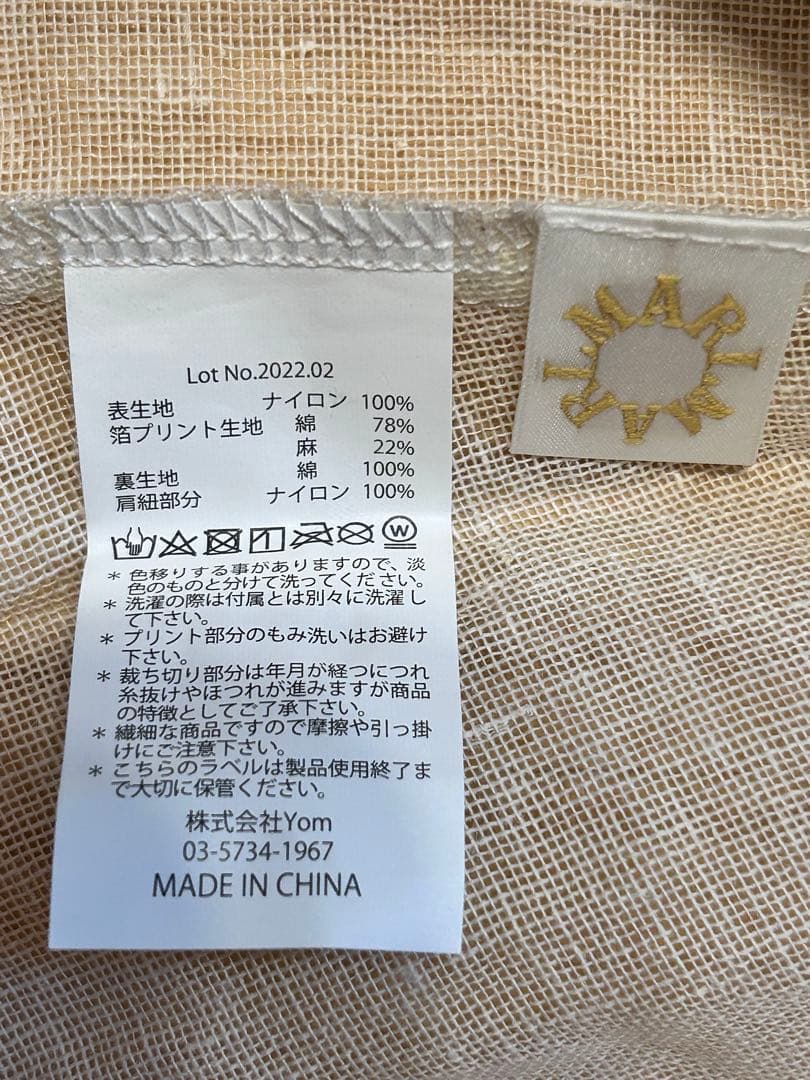 Lot No.2022.02
表生地 ナイロン 100%
箔プリント生地 綿 78%
麻 22%
裏生地 綿 100%
肩紐部分 ナイロン 100%
W
* 色移りする事がありますので、淡
色のものと分けて洗ってください。
* 洗濯の際は付属とは別々に洗濯し
て下さい。
* プリント部分のもみ洗いはお避け
下さい。
* 裁ち切り部分は年月が経つにつれ
糸抜けやほつれが進みますが商品
の特徴としてご了承下さい。
* 繊細な商品ですので摩擦や引っ掛
けにご注意下さい。
* こちらのラベルは製品使用終了ま
で大切に保管ください。
株式会社Yom
03-5734-1967
MADE IN CHINA
MARI